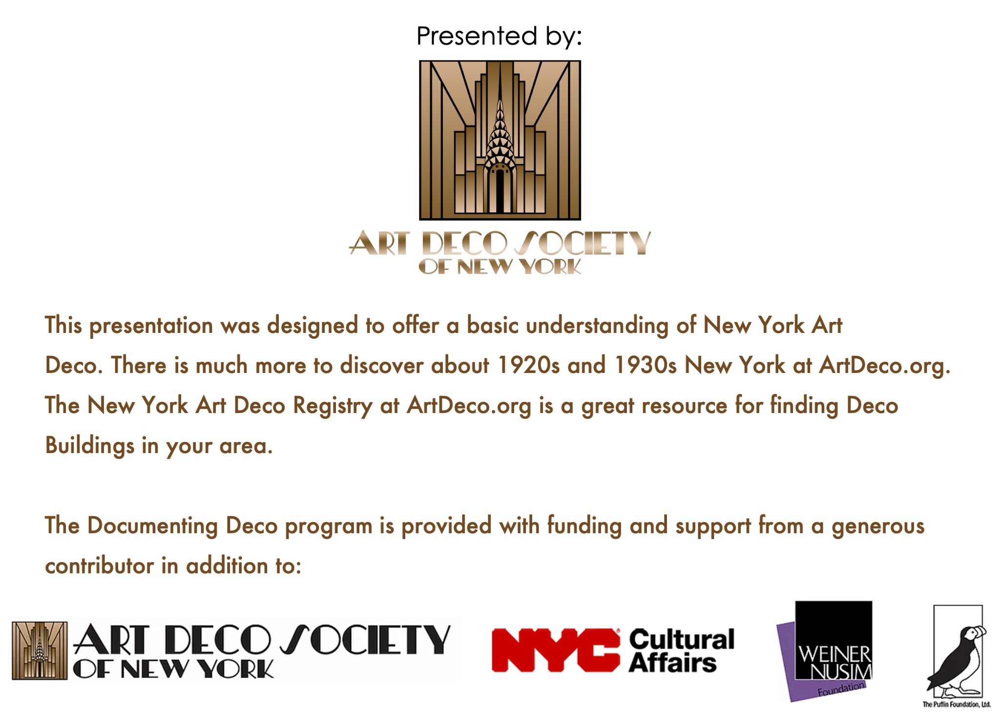 Presented by:
ART DECO SOCIETY
OF NEW YORK
This presentation was designed to offer a basic understanding of New York Art
Deco. There is much more to discover about 1920s and 1930s New York at ArtDeco.org.
The New York Art Deco Registry at ArtDeco.org is a great resource for finding Deco
Buildings in your area.
The Documenting Deco program is provided with funding and support from a generous
contributor in addition to:
ART DECO SOCIETY
OF NEW YORK
NYC®
Cultural
Affairs
WEINER
NUSIM
Foundation
The Puffin Foundation, Ltd.